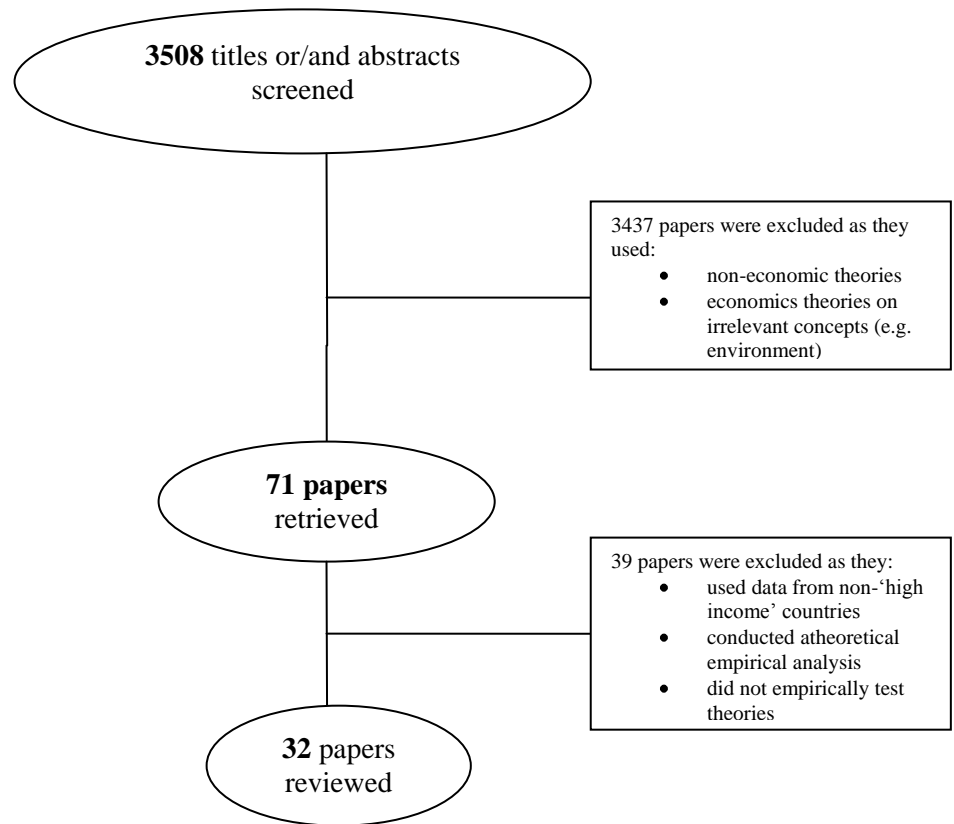 3508 titles or/and abstracts
screened
3437 papers were excluded as they
used:
• non-economic theories
• economics theories on
irrelevant concepts (e.g.
environment)
71 papers
retrieved
39 papers were excluded as they:
• used data from non-‘high
income’ countries
• conducted atheoretical
empirical analysis
• did not empirically test
theories
32 papers
reviewed